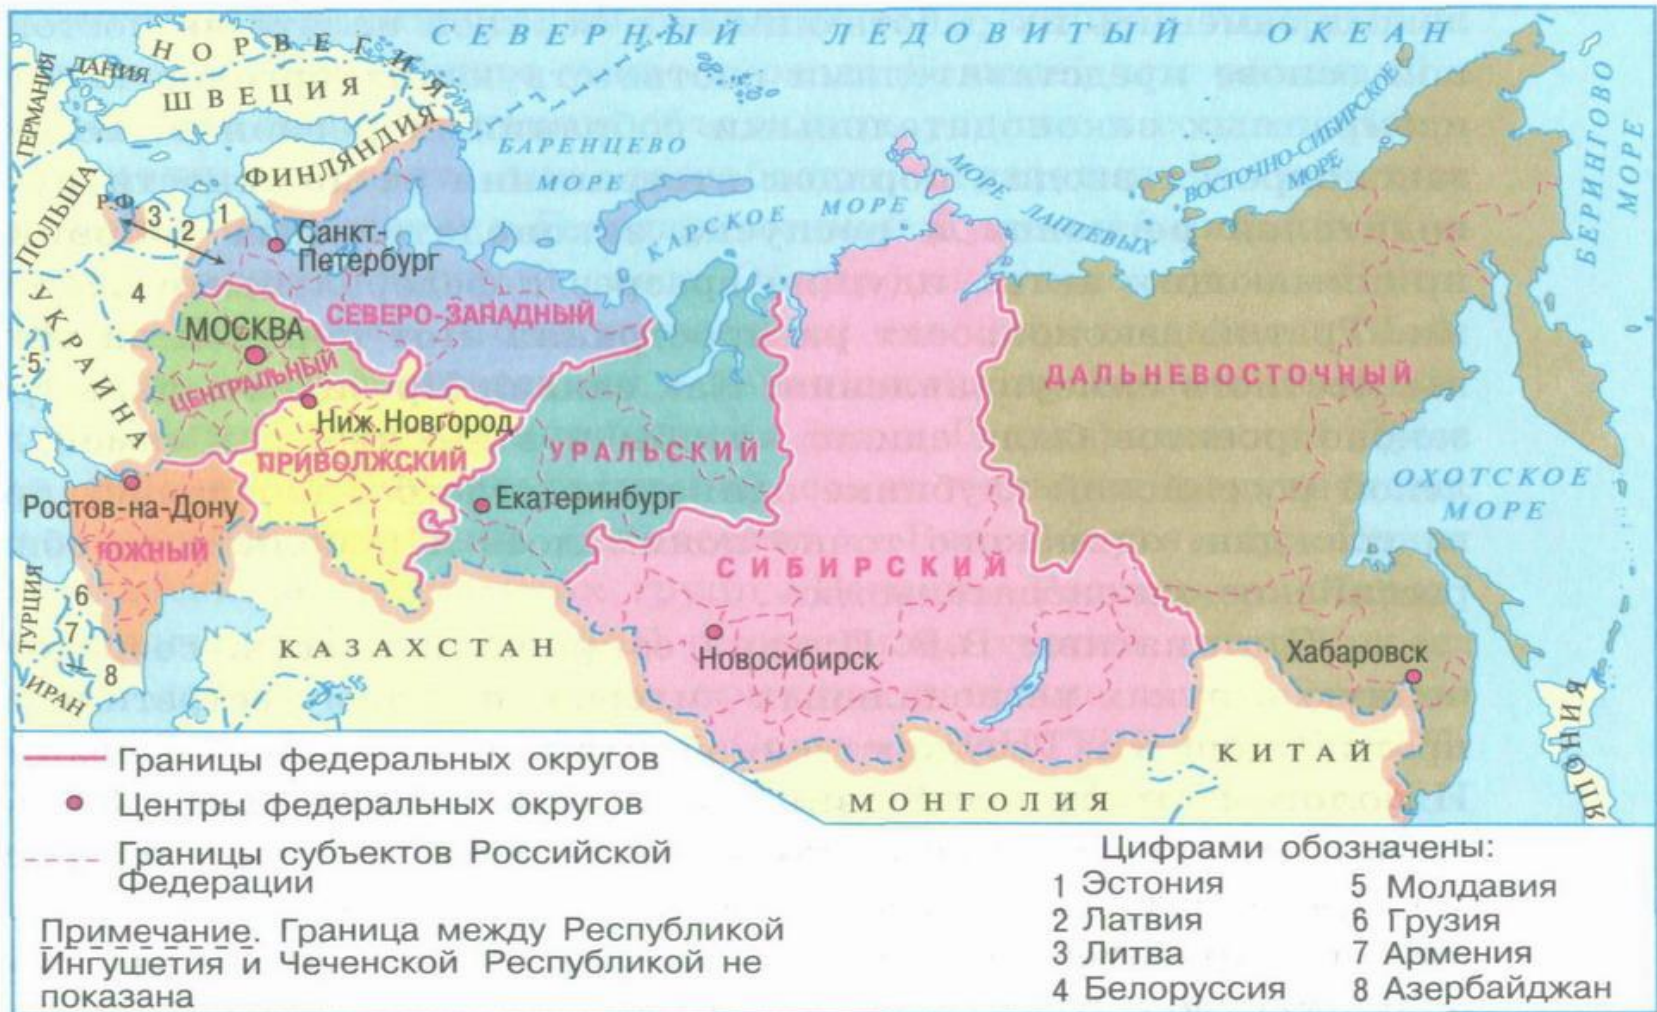 СЕВЕРНЫЙ ЛЕДОВИТЫЙ ОКЕАН
НОРВЕГИЯ
ДАНИЯ
ШВЕЦИЯ
ГЕРМАНИЯ
ФИНЛЯНДИЯ
ПОЛЬША
Р.Ф.
3
2
1
4
5
УКРАИНА
БАРЕНЦЕВО
МОРЕ
КАРСКОЕ МОРЕ
МОРЕ ЛАПТЕВЫХ
ВОСТОЧНО-СИБИРСКОЕ
МОРЕ
БЕРИНГОВО
МОРЕ
Санкт-
Петербург
СЕВЕРО-ЗАПАДНЫЙ
МОСКВА
ЦЕНТРАЛЬНЫЙ
Ниж. Новгород
ПРИВОЛЖСКИЙ
УРАЛЬСКИЙ
Екатеринбург
ДАЛЬНЕВОСТОЧНЫЙ
ОХОТСКОЕ
МОРЕ
Ростов-на-Дону
ЮЖНЫЙ
СИБИРСКИЙ
Новосибирск
Хабаровск
ТУРЦИЯ
6
7
8
ИРАН
КАЗАХСТАН
МОНГОЛИЯ
КИТАЙ
ЯПОНИЯ
Границы федеральных округов
Центры федеральных округов
Границы субъектов Российской
Федерации
Примечание. Граница между Республикой
Ингушетия и Чеченской Республикой не
показана
Цифрами обозначены:
1 Эстония
2 Латвия
3 Литва
4 Белоруссия
5 Молдавия
6 Грузия
7 Армения
8 Азербайджан